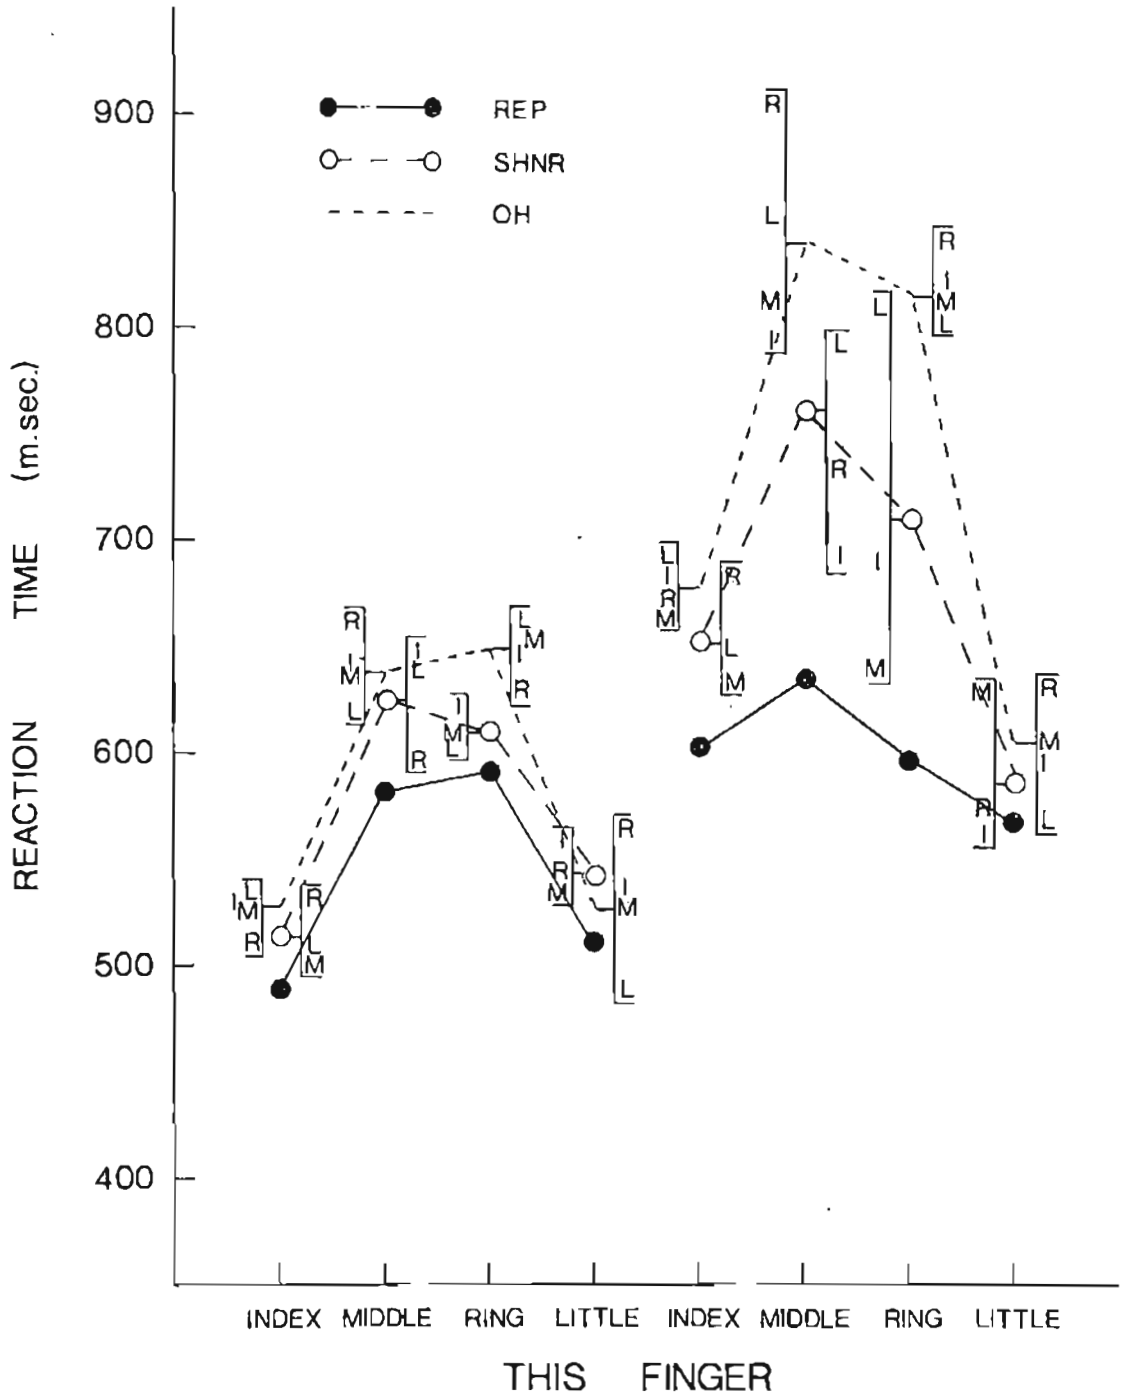 900
800
700
600
500
400
REACTION TIME (m.sec.)
REP
SHNR
OH
L
I M
R
R
L
M
R
I
M
L
I
L
R
I
M
L
L
M
I
R
I
R
M
R
I
M
L
L
I
R
M
R
L
M
R
L
M
I
L
R
I
L
I
M
R
I
M
L
M
R
I
R
M
I
L
INDEX MIDDLE RING LITTLE INDEX MIDDLE RING LITTLE
THIS FINGER